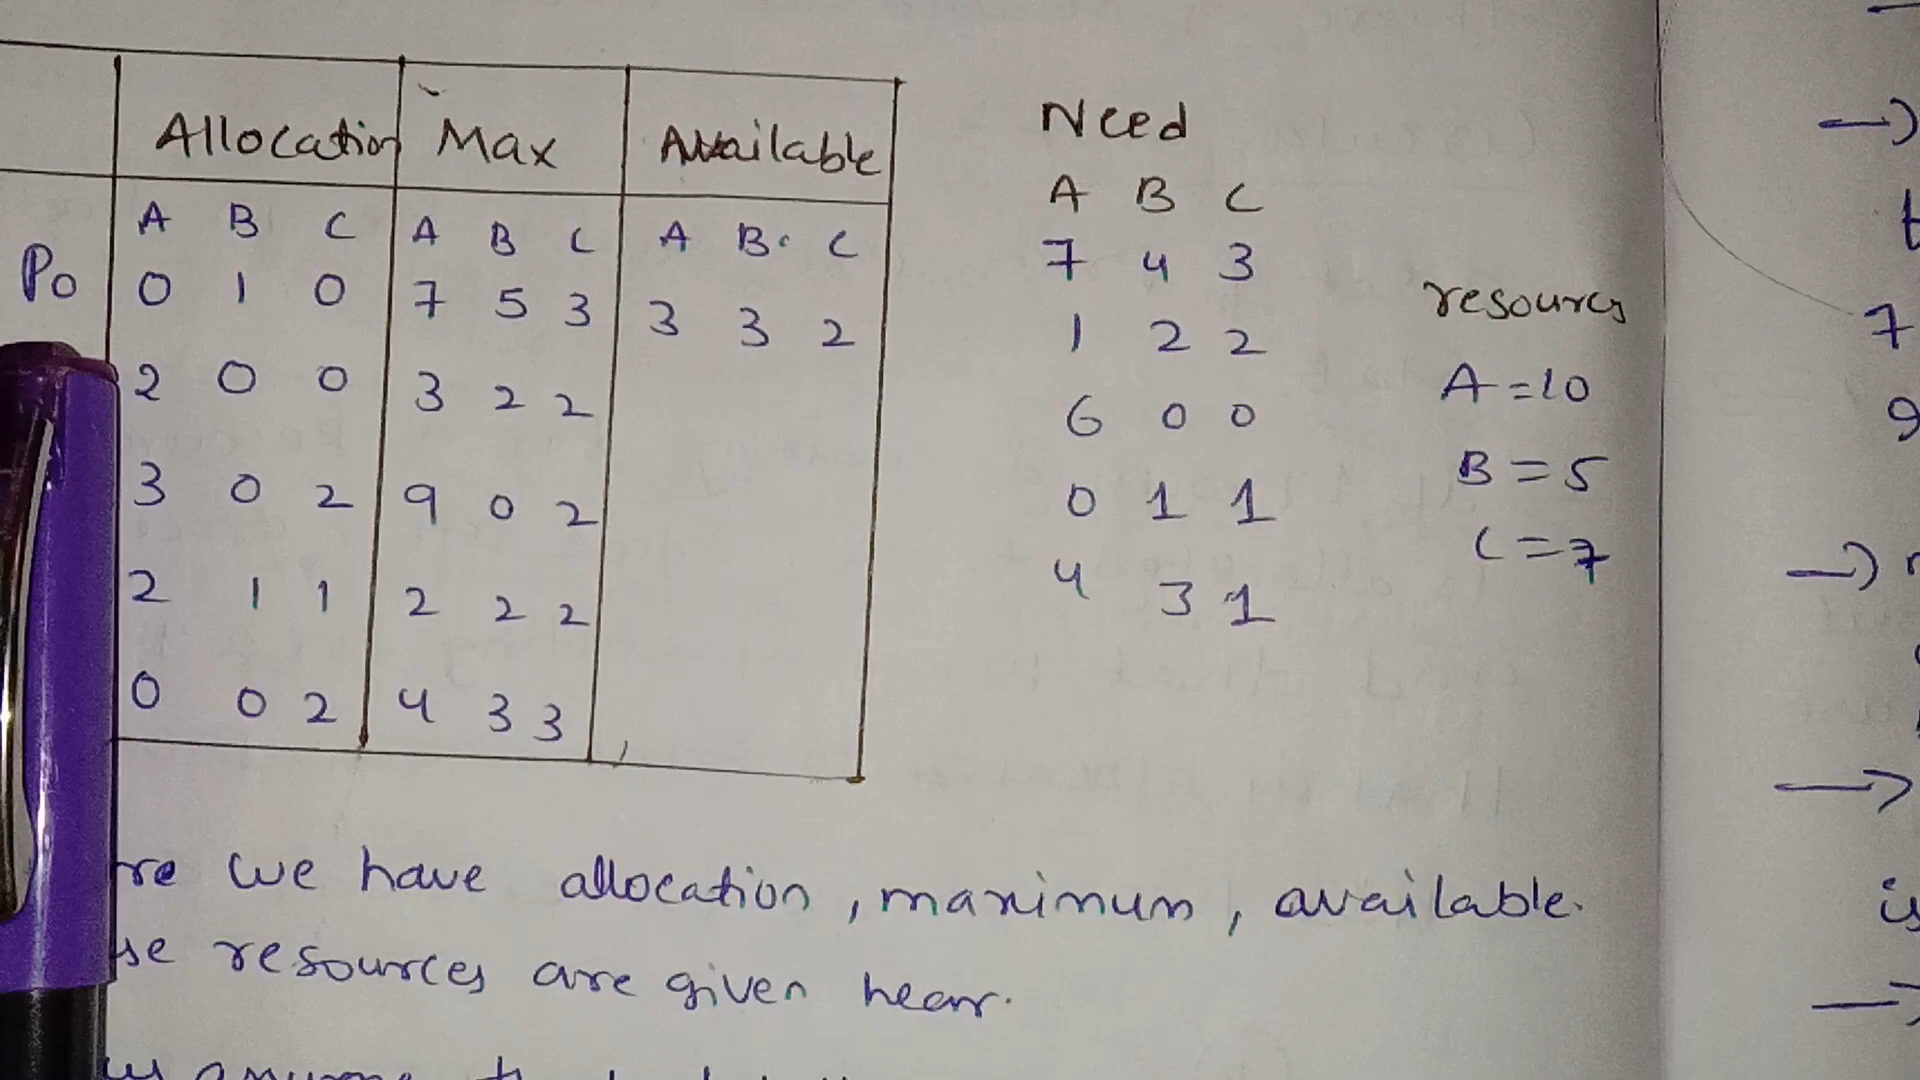 Allocation Max Available
A B C A B C A B C
P0 0 1 0 7 5 3 3 3 2
2 0 0 3 2 2
3 0 2 9 0 2
2 1 1 2 2 2
0 0 2 4 3 3
Need
A B C
7 4 3
1 2 2
6 0 0
0 1 1
4 3 1
resources
A = 10
B = 5
C = 7
re we have allocation, maximum, available.
se resources are given hear.
7
9
is